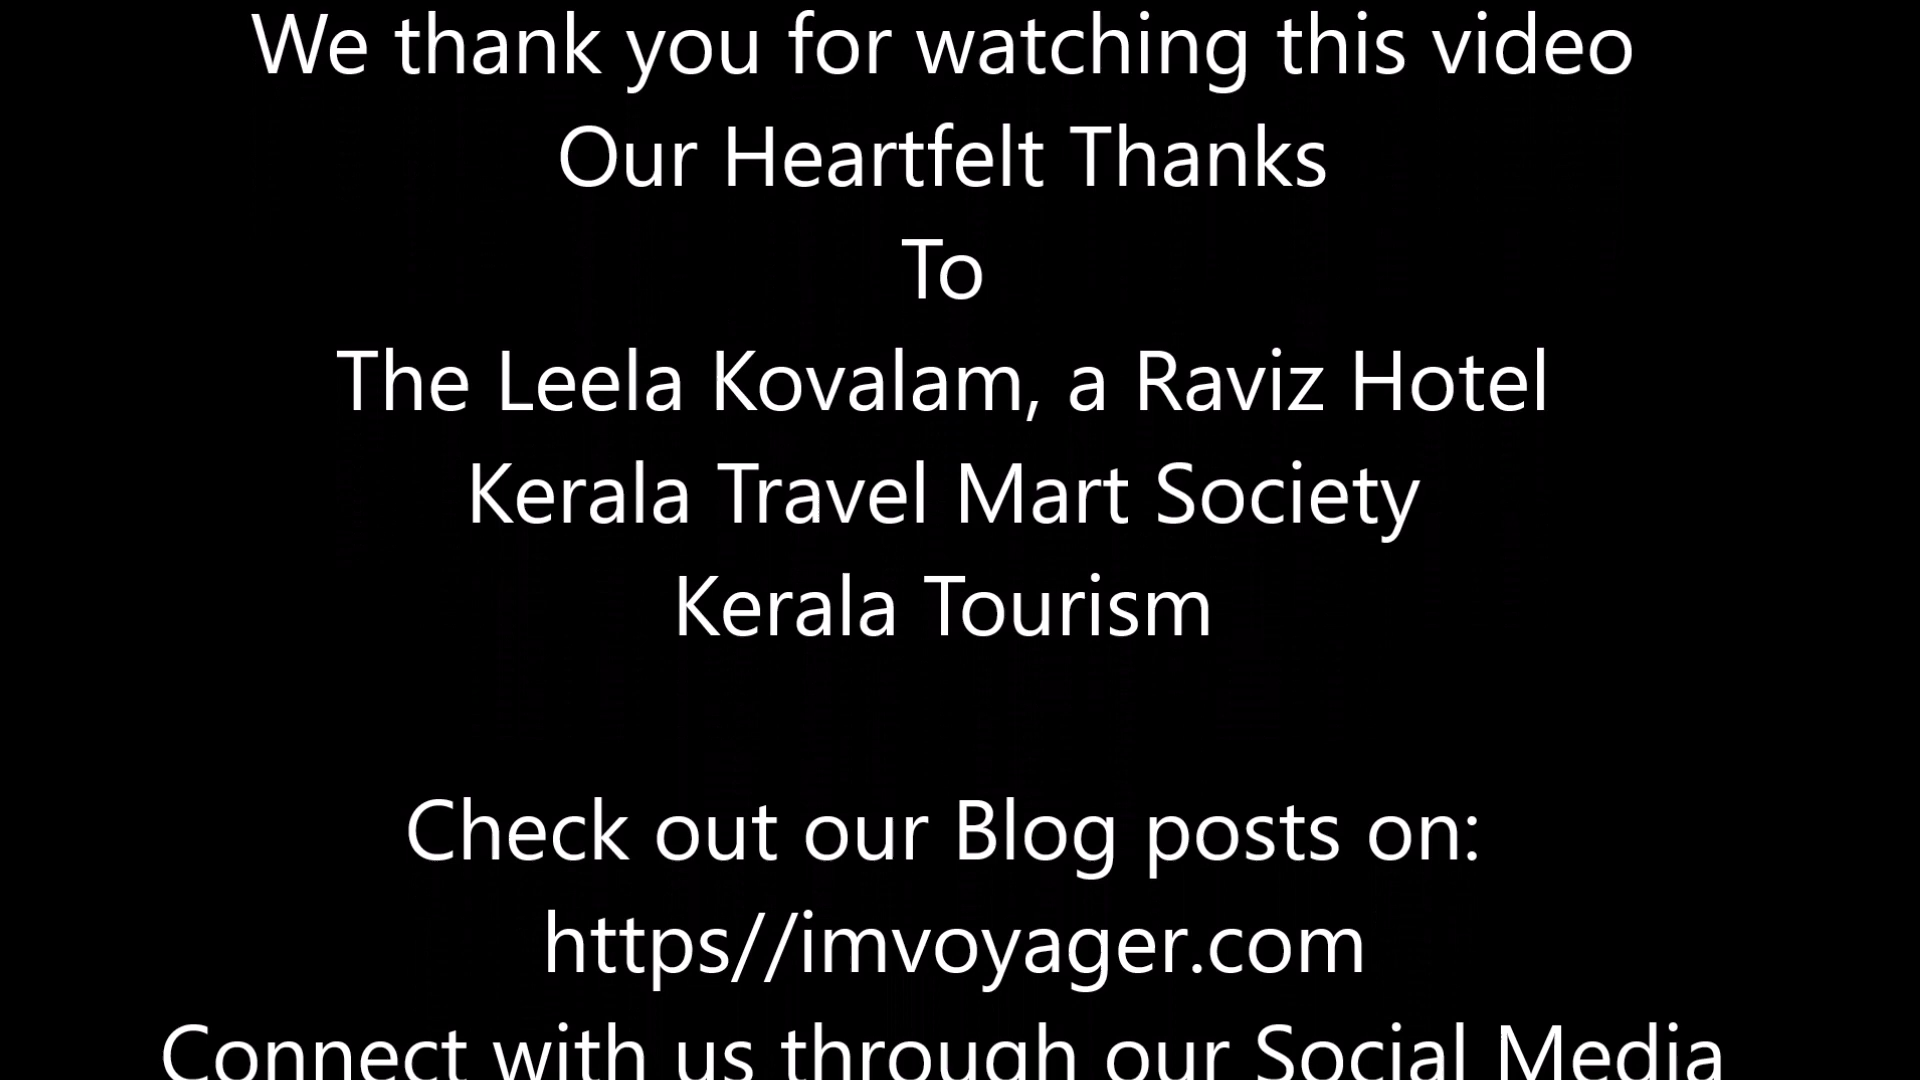 We thank you for watching this video
Our Heartfelt Thanks
To
The Leela Kovalam, a Raviz Hotel
Kerala Travel Mart Society
Kerala Tourism
Check out our Blog posts on:
https//imvoyager.com
Connect with us through our Social Media